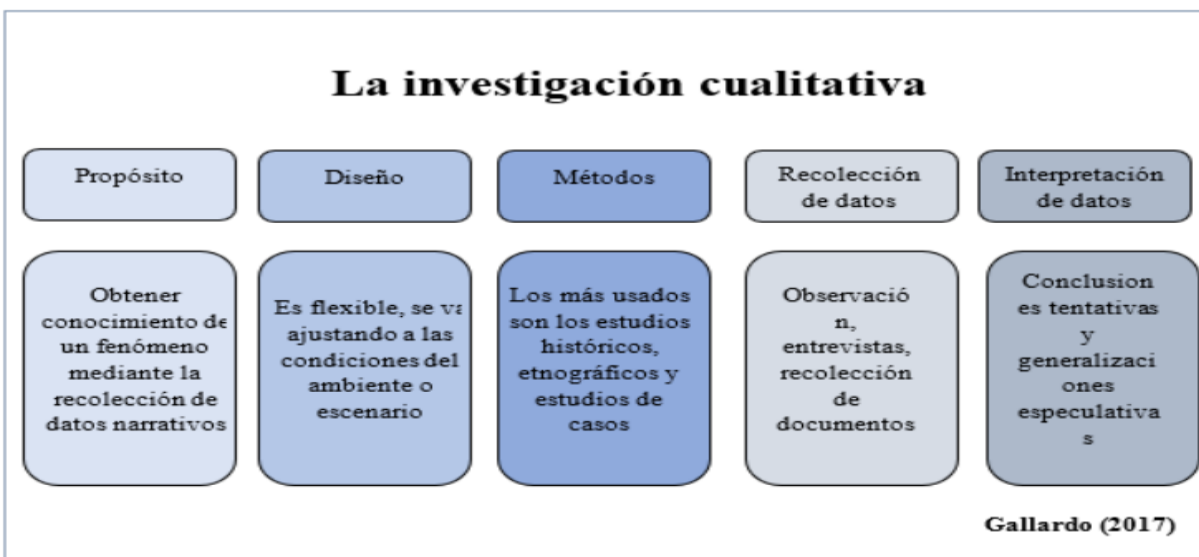 La investigación cualitativa
Propósito
Diseño
Métodos
Recolección
de datos
Interpretación
de datos
Obtener
conocimiento de
un fenómeno
mediante la
recolección de
datos narrativos
Es flexible, se va
ajustando a las
condiciones del
ambiente o
escenario
Los más usados
son los estudios
históricos,
etnográficos y
estudios de
casos
Observació
n,
entrevistas,
recolección
de
documentos
Conclusion
es tentativas
y
generalizaci
ones
especulativa
s
Gallardo (2017)